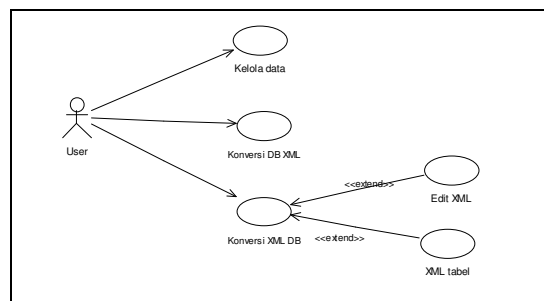 Kelola data
User
Konversi DB XML
<<extend>>
Edit XML
Konversi XML DB
<<extend>>
XML tabel